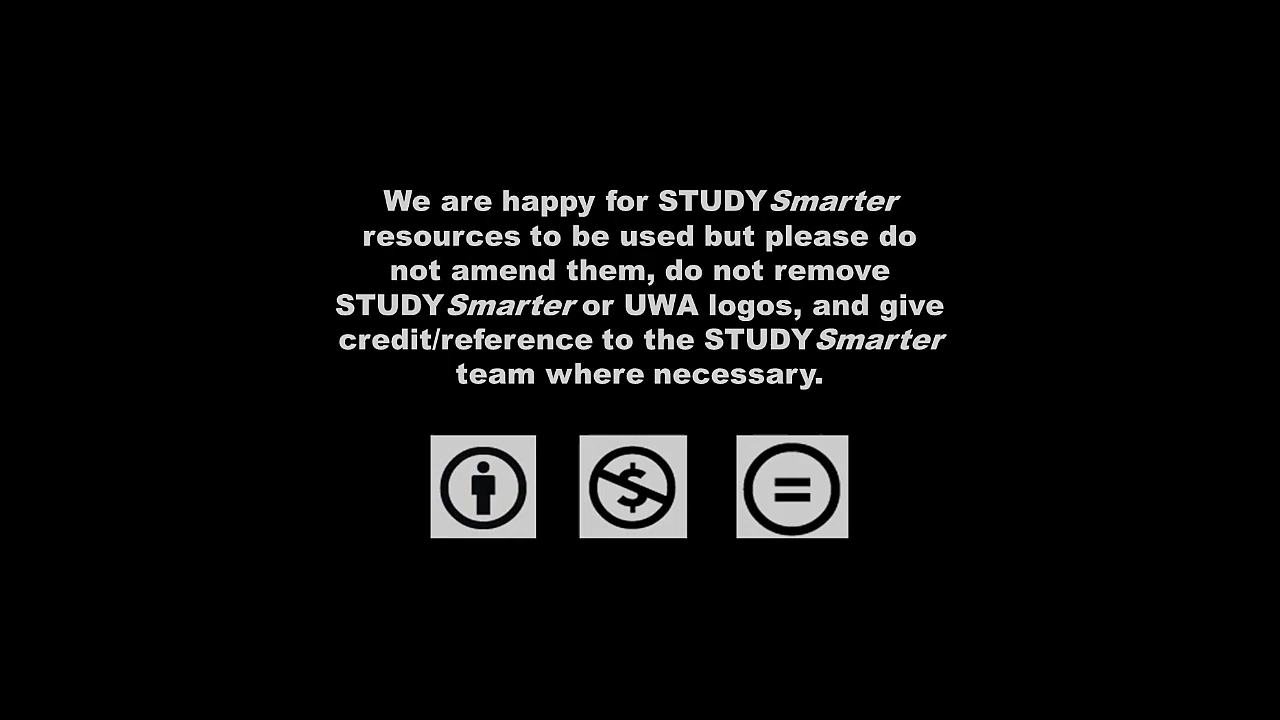 We are happy for STUDYSmarter
resources to be used but please do
not amend them, do not remove
STUDYSmarter or UWA logos, and give
credit/reference to the STUDYSmarter
team where necessary.